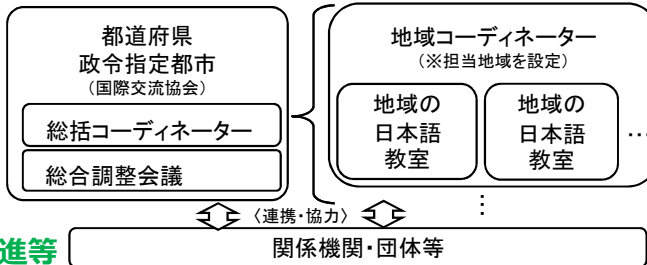 都道府県
政令指定都市
(国際交流協会)
総括コーディネーター
総合調整会議
地域コーディネーター
(※担当地域を設定)
地域の
日本語
教室
地域の
日本語
教室
…
⋮
〈連携・協力〉
進等
関係機関・団体等